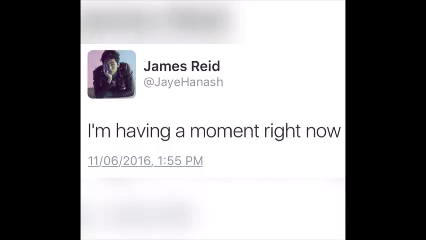 James Reid
@JayeHanash
I'm having a moment right now
11/06/2016, 1:55 PM